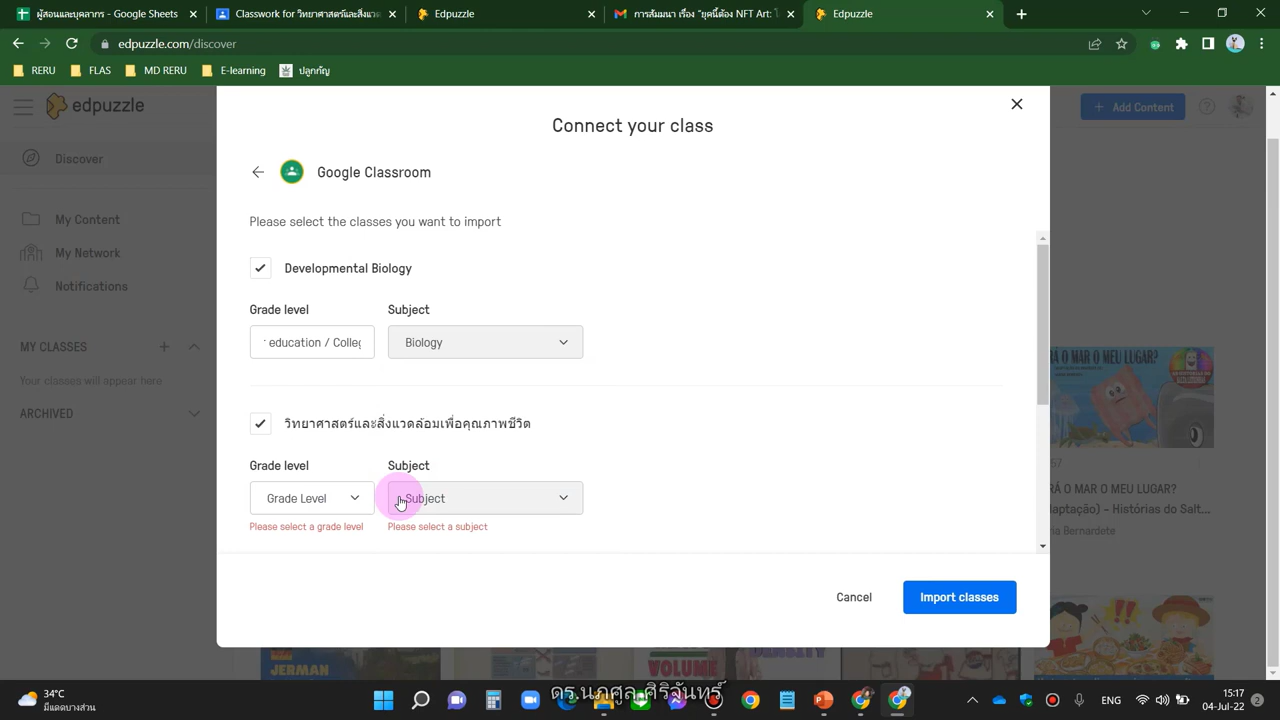 ผู้สอนและบุคลากร - Google Sheets
Classwork for วิทยาศาสตร์และสิ่งแวด
Edpuzzle
การสัมมนา เรื่อง "ยุคนี้ต้อง NFT Art: โ
Edpuzzle
edpuzzle.com/discover
RERU
FLAS
MD RERU
E-learning
ปลูกกัญ
edpuzzle
Add Content
Discover
My Content
My Network
Notifications
MY CLASSES
Your classes will appear here
ARCHIVED
Connect your class
Google Classroom
Please select the classes you want to import
Developmental Biology
Grade level
Subject
education / Colleg
Biology
วิทยาศาสตร์และสิ่งแวดล้อมเพื่อคุณภาพชีวิต
Grade level
Subject
Grade Level
Subject
Please select a grade level
Please select a subject
Cancel
Import classes
RÁ O MAR O MEU LUGAR?
57
RÁ O MAR O MEU LUGAR?
daptação) – Histórias do Salt...
ia Bernardete
JERMAN
VOLUME
DENSITY
ดร.นภศูล ศิริจันทร์
34°C
มีแดดบางส่วน
ENG
15:17
04-Jul-22
2